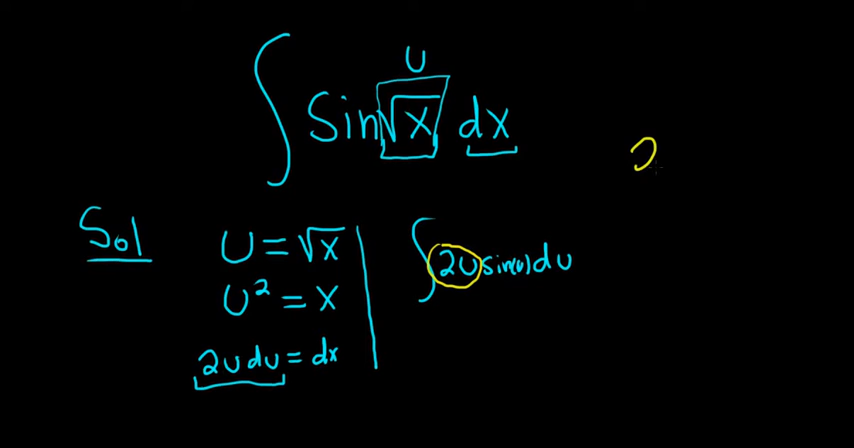 U
∫ Sin √x dx
Sol
U = √x
U² = x
2U dU = dx
∫ 2U sin(u) dU